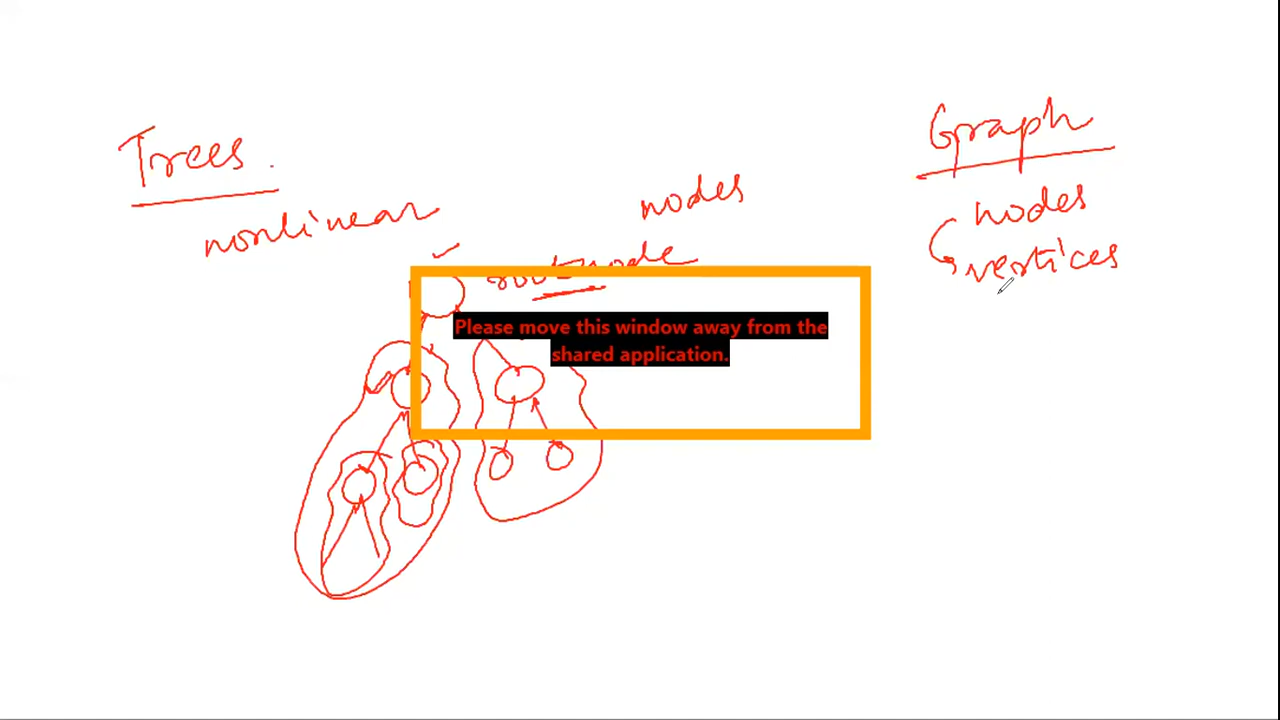 Trees.
nonlinear
nodes
root node
Please move this window away from the
shared application.
Graph
nodes
vertices